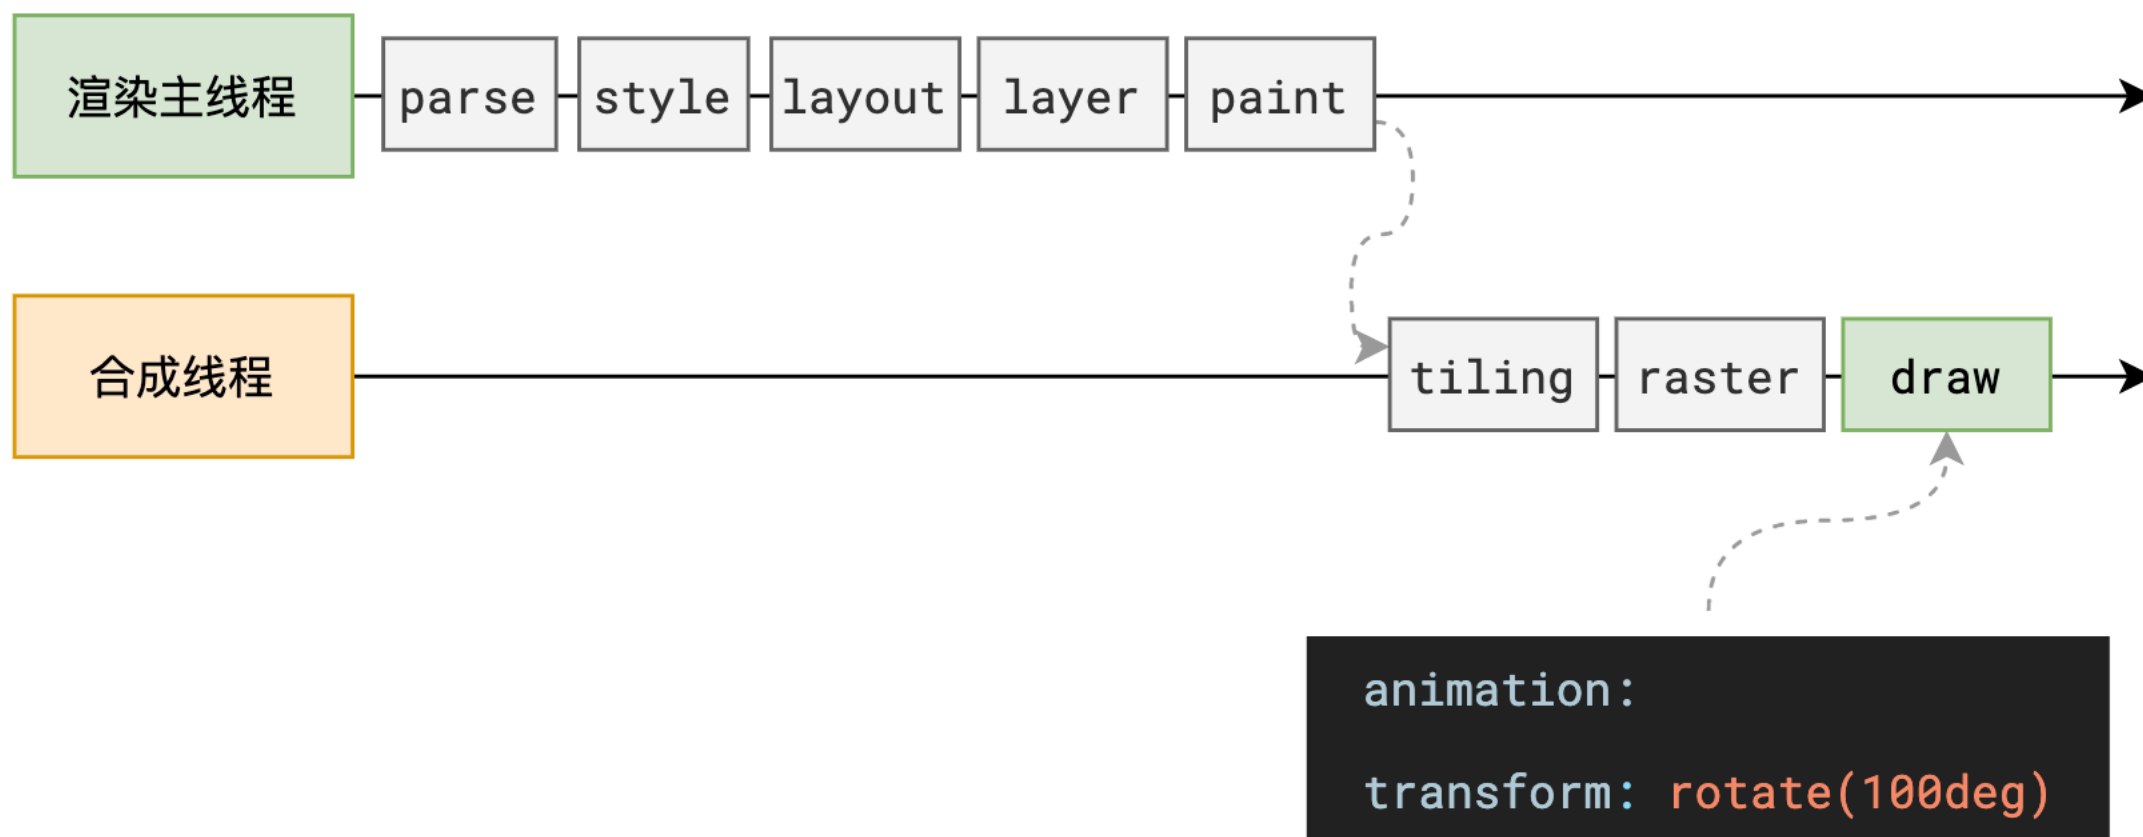 渲染主线程
parse
style
layout
layer
paint
合成线程
tiling
raster
draw
animation:
transform: rotate(100deg)